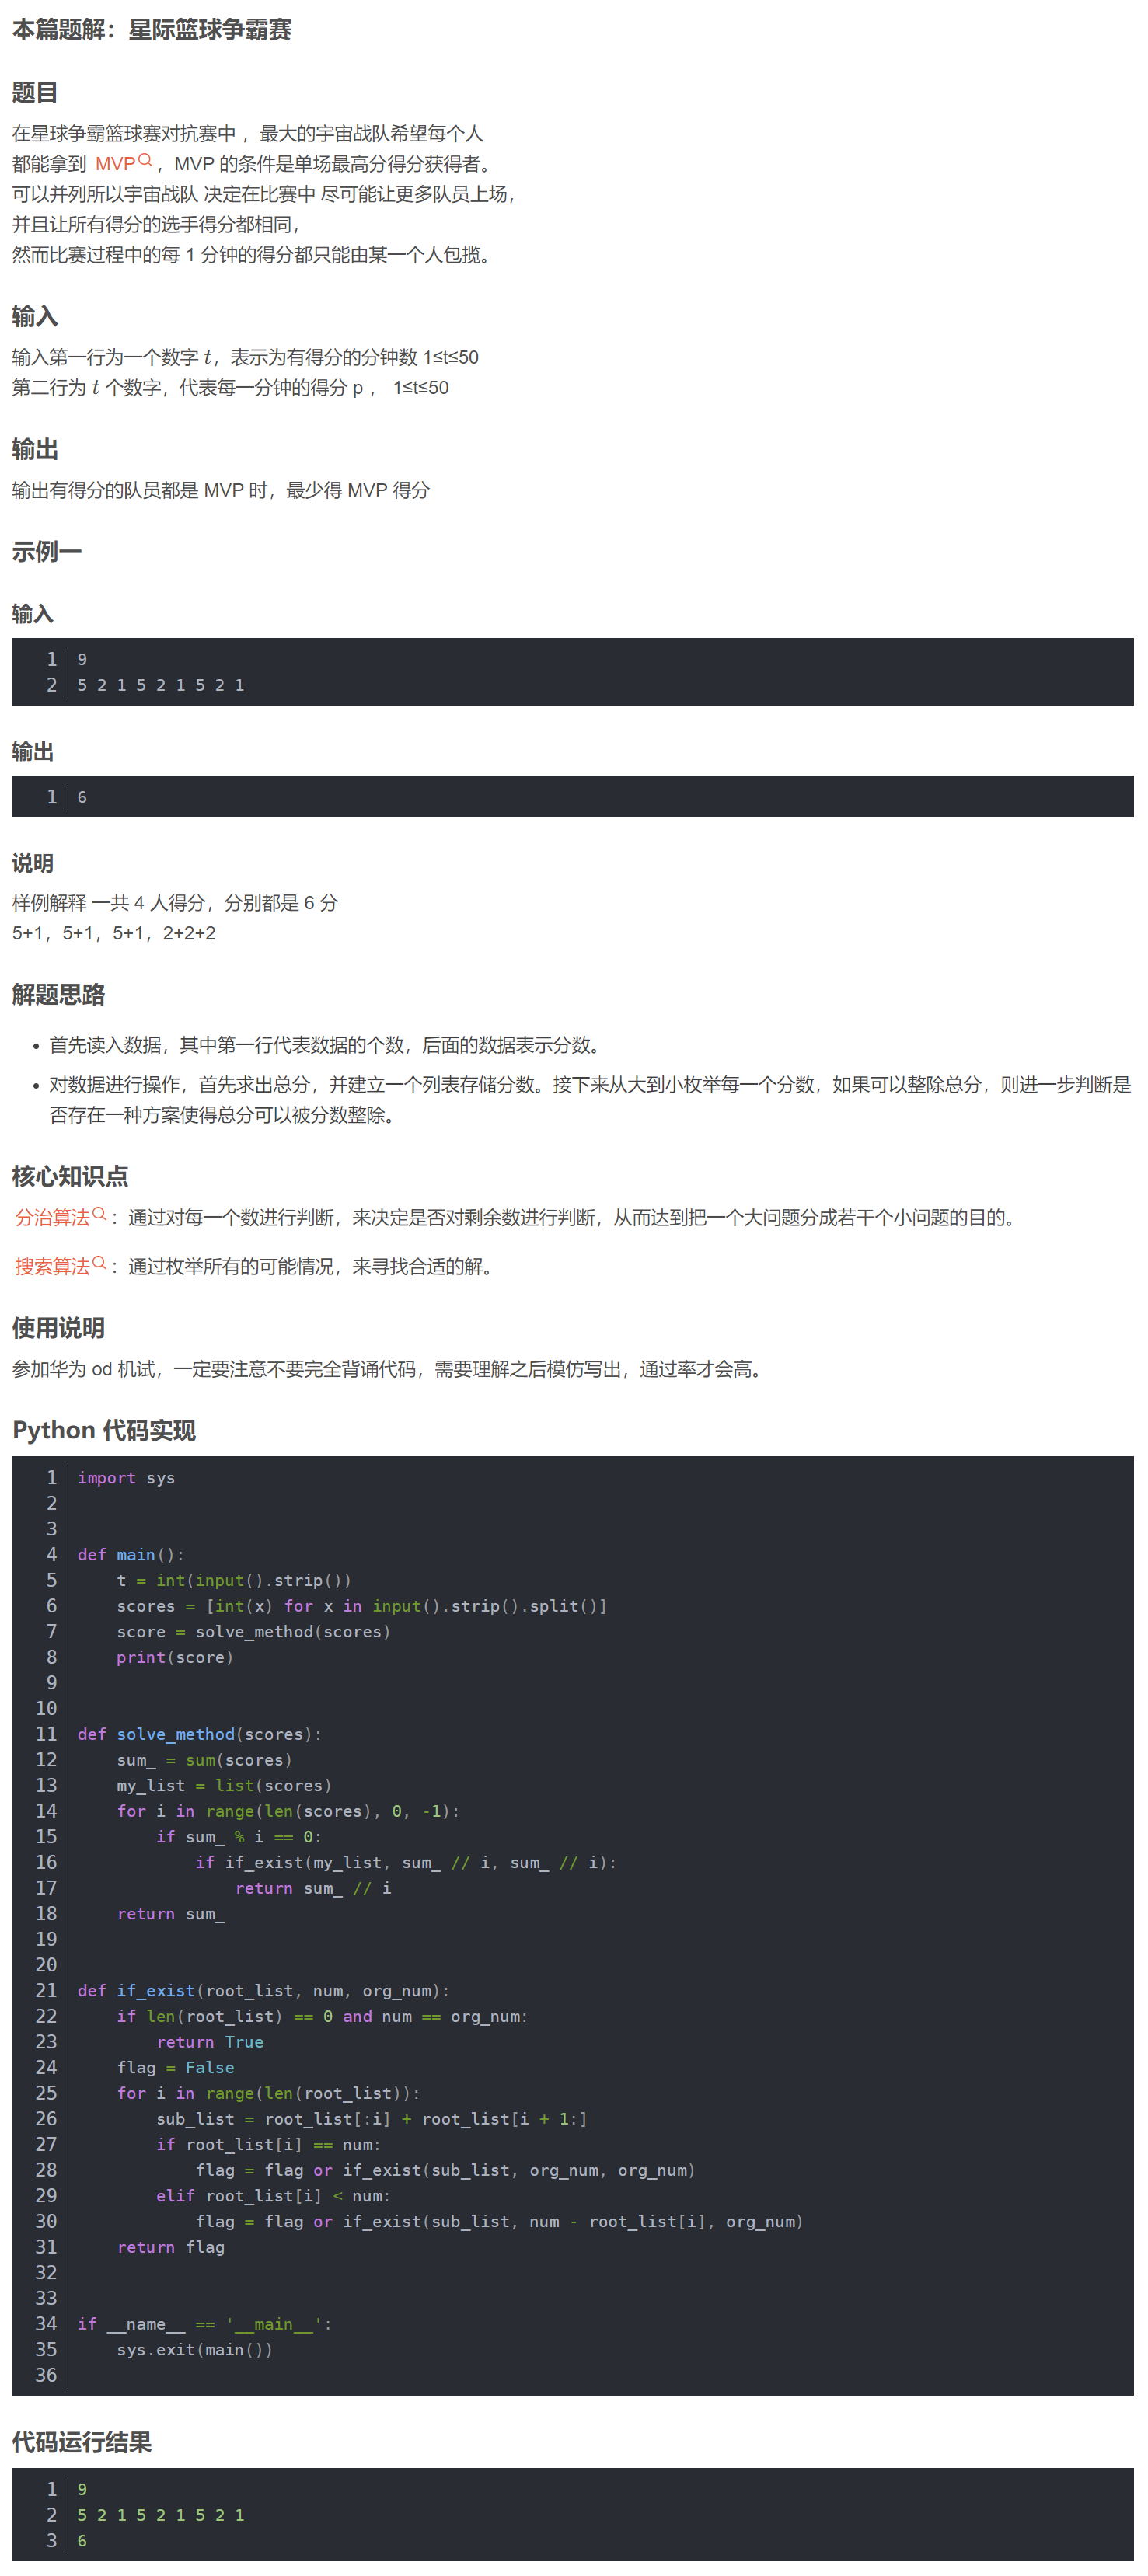 本篇题解：星际篮球争霸赛
题目
在星球争霸篮球赛对抗赛中 ，最大的宇宙战队希望每个人
都能拿到 MVP，MVP 的条件是单场最高分得分获得者。
可以并列所以宇宙战队 决定在比赛中 尽可能让更多队员上场，
并且让所有得分的选手得分都相同，
然而比赛过程中的每 1 分钟的得分都只能由某一个人包揽。
输入
输入第一行为一个数字 t，表示为有得分的分钟数 1≤t≤50
第二行为 t 个数字，代表每一分钟的得分 p ， 1≤t≤50
输出
输出有得分的队员都是 MVP 时，最少得 MVP 得分
示例一
输入
1 9
2 5 2 1 5 2 1 5 2 1
输出
1 6
说明
样例解释 一共 4 人得分，分别都是 6 分
5+1，5+1，5+1，2+2+2
解题思路
• 首先读入数据，其中第一行代表数据的个数，后面的数据表示分数。
• 对数据进行操作，首先求出总分，并建立一个列表存储分数。接下来从大到小枚举每一个分数，如果可以整除总分，则进一步判断是
否存在一种方案使得总分可以被分数整除。
核心知识点
分治算法：通过对每一个数进行判断，来决定是否对剩余数进行判断，从而达到把一个大问题分成若干个小问题的目的。
搜索算法：通过枚举所有的可能情况，来寻找合适的解。
使用说明
参加华为 od 机试，一定要注意不要完全背诵代码，需要理解之后模仿写出，通过率才会高。
Python 代码实现
1 import sys
2
3
4 def main():
5     t = int(input().strip())
6     scores = [int(x) for x in input().strip().split()]
7     score = solve_method(scores)
8     print(score)
9
10
11 def solve_method(scores):
12     sum_ = sum(scores)
13     my_list = list(scores)
14     for i in range(len(scores), 0, -1):
15         if sum_ % i == 0:
16             if if_exist(my_list, sum_ // i, sum_ // i):
17                 return sum_ // i
18     return sum_
19
20
21 def if_exist(root_list, num, org_num):
22     if len(root_list) == 0 and num == org_num:
23         return True
24     flag = False
25     for i in range(len(root_list)):
26         sub_list = root_list[:i] + root_list[i + 1:]
27         if root_list[i] == num:
28             flag = flag or if_exist(sub_list, org_num, org_num)
29         elif root_list[i] < num:
30             flag = flag or if_exist(sub_list, num - root_list[i], org_num)
31     return flag
32
33
34 if __name__ == '__main__':
35     sys.exit(main())
36
代码运行结果
1 9
2 5 2 1 5 2 1 5 2 1
3 6